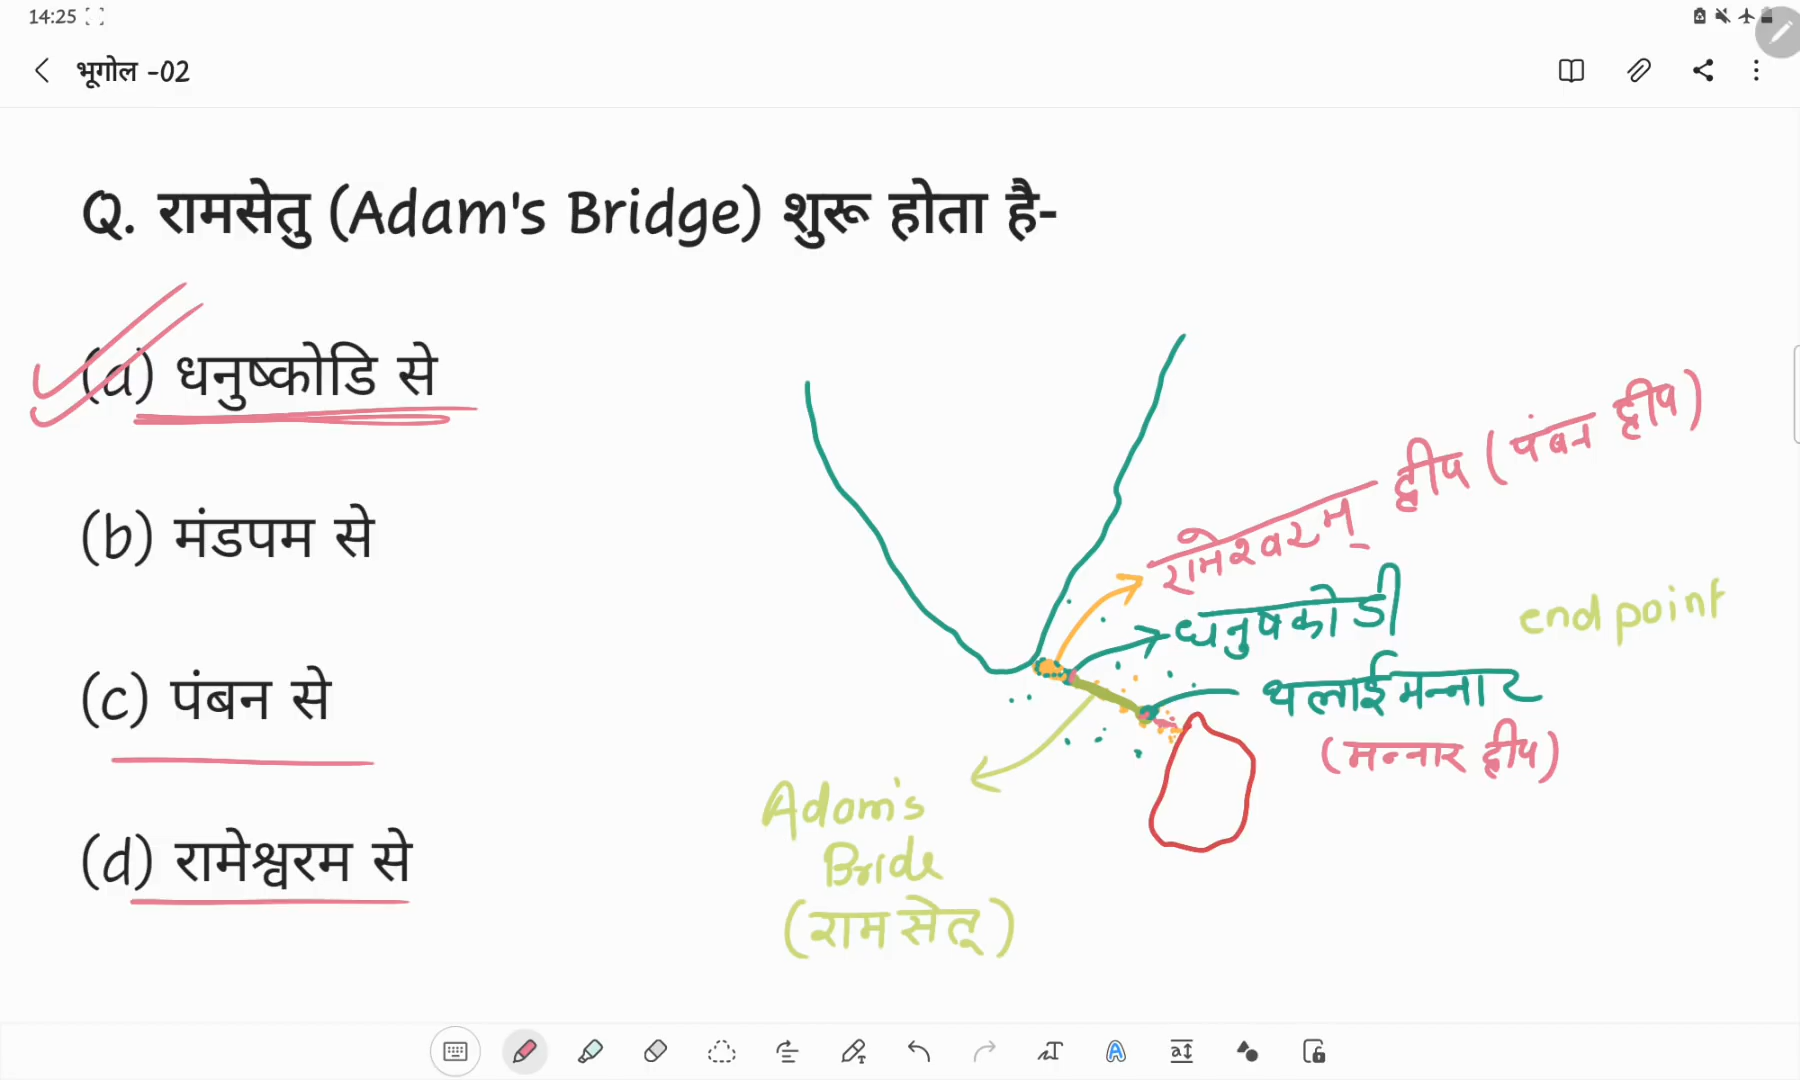 14:25
भूगोल -02
Q. रामसेतु (Adam's Bridge) शुरू होता है-
(a) धनुष्कोडि से
(b) मंडपम से
(c) पंबन से
(d) रामेश्वरम से
रामेश्वरम् द्वीप (पंबन द्वीप)
धनुषकोडी
end point
थलाईमन्नार
(मन्नार द्वीप)
Adam's
Bride
(रामसेतू)